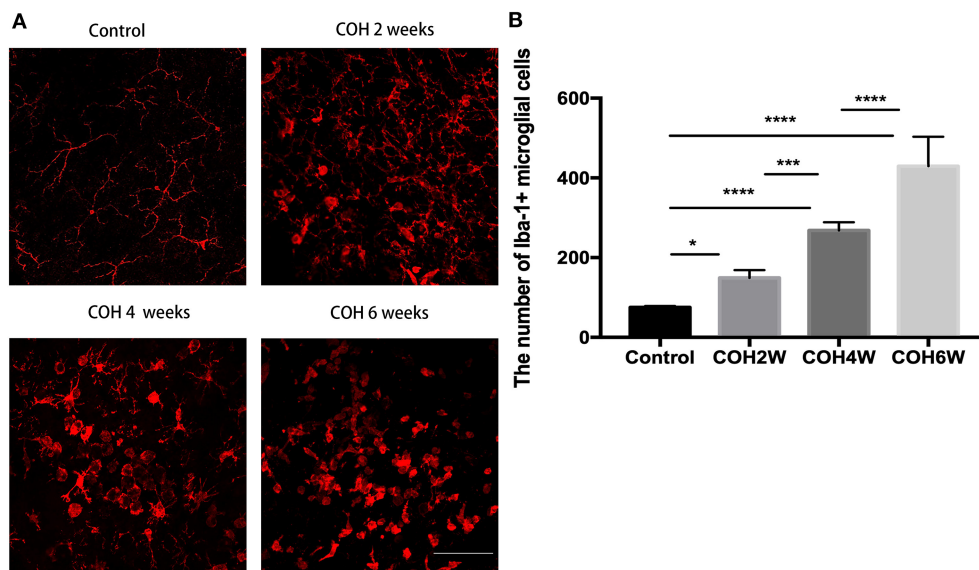 A
Control
COH 2 weeks
COH 4 weeks
COH 6 weeks
B
The number of Iba-1+ microglial cells
600
400
200
0
****
****
***
****
*
Control
COH2W
COH4W
COH6W